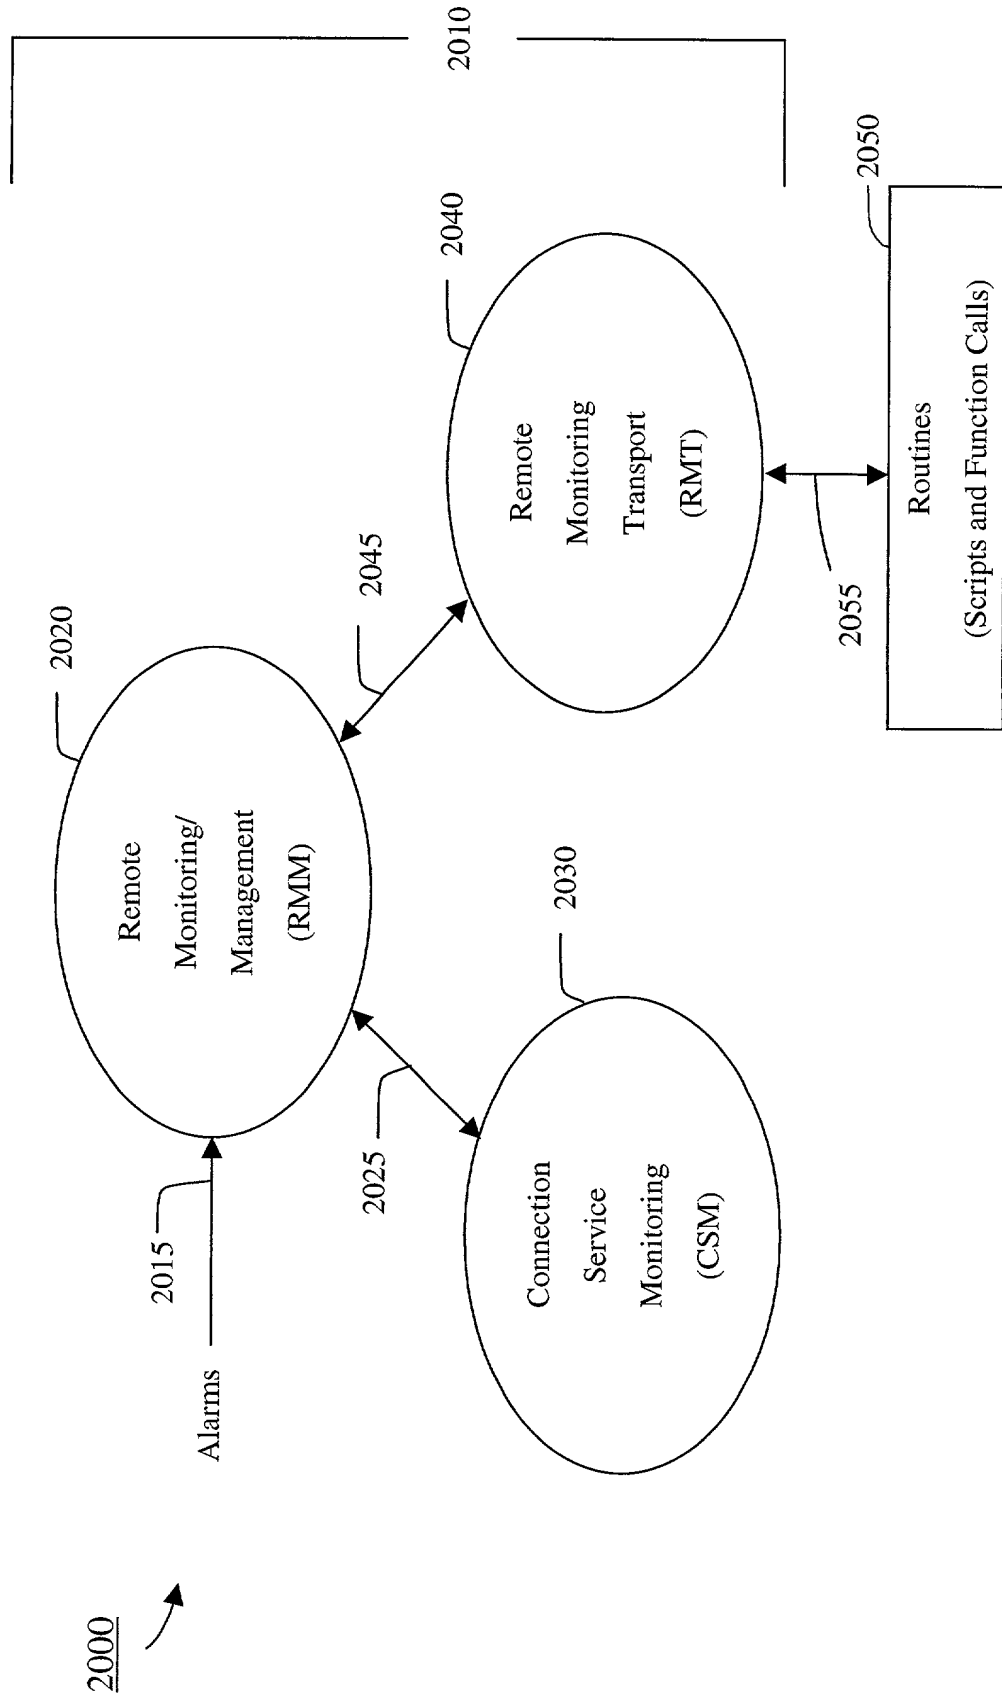 2000
Alarms
2015
Remote
Monitoring/
Management
(RMM)
2020
2010
2025
2045
Connection
Service
Monitoring
(CSM)
2030
Remote
Monitoring
Transport
(RMT)
2040
2055
2050
Routines
(Scripts and Function Calls)